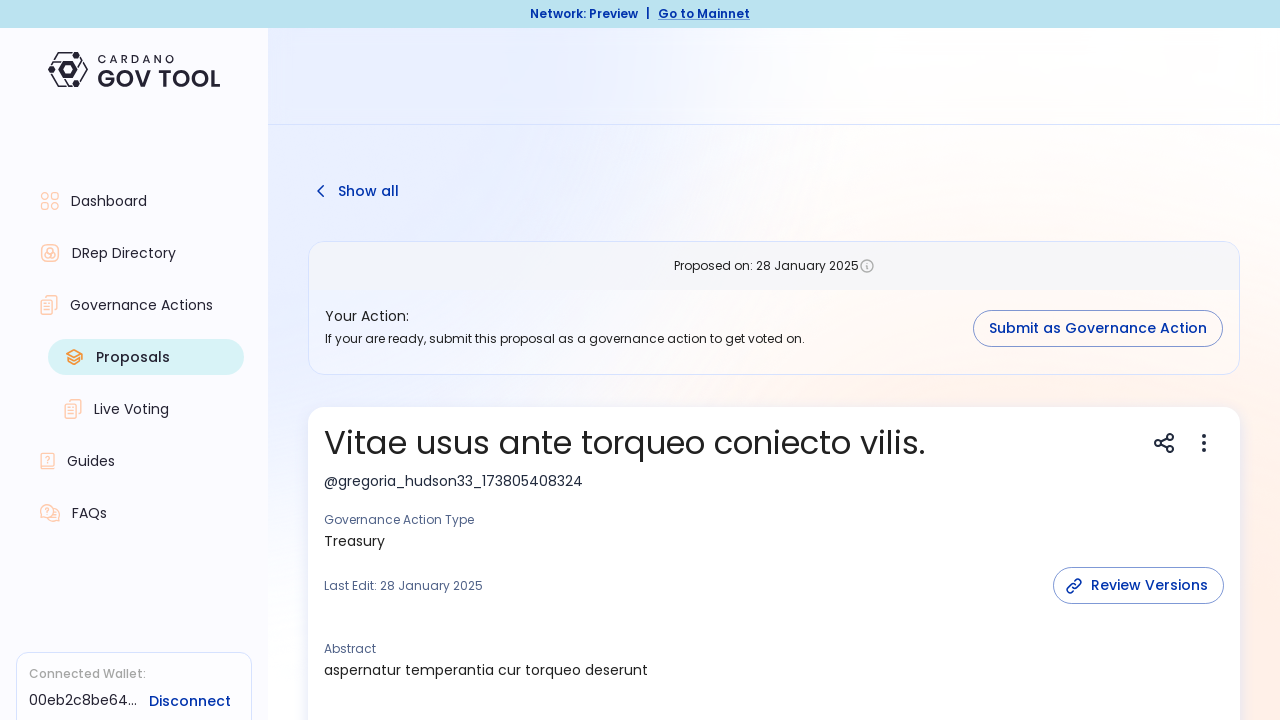 Network: Preview | Go to Mainnet
CARDANO
GOV TOOL
Dashboard
DRep Directory
Governance Actions
Proposals
Live Voting
Guides
FAQs
Connected Wallet:
00eb2c8be64... Disconnect
Show all
Proposed on: 28 January 2025
Your Action:
If your are ready, submit this proposal as a governance action to get voted on.
Submit as Governance Action
Vitae usus ante torqueo coniecto vilis.
@gregoria_hudson33_173805408324
Governance Action Type
Treasury
Last Edit: 28 January 2025
Review Versions
Abstract
aspernatur temperantia cur torqueo deserunt